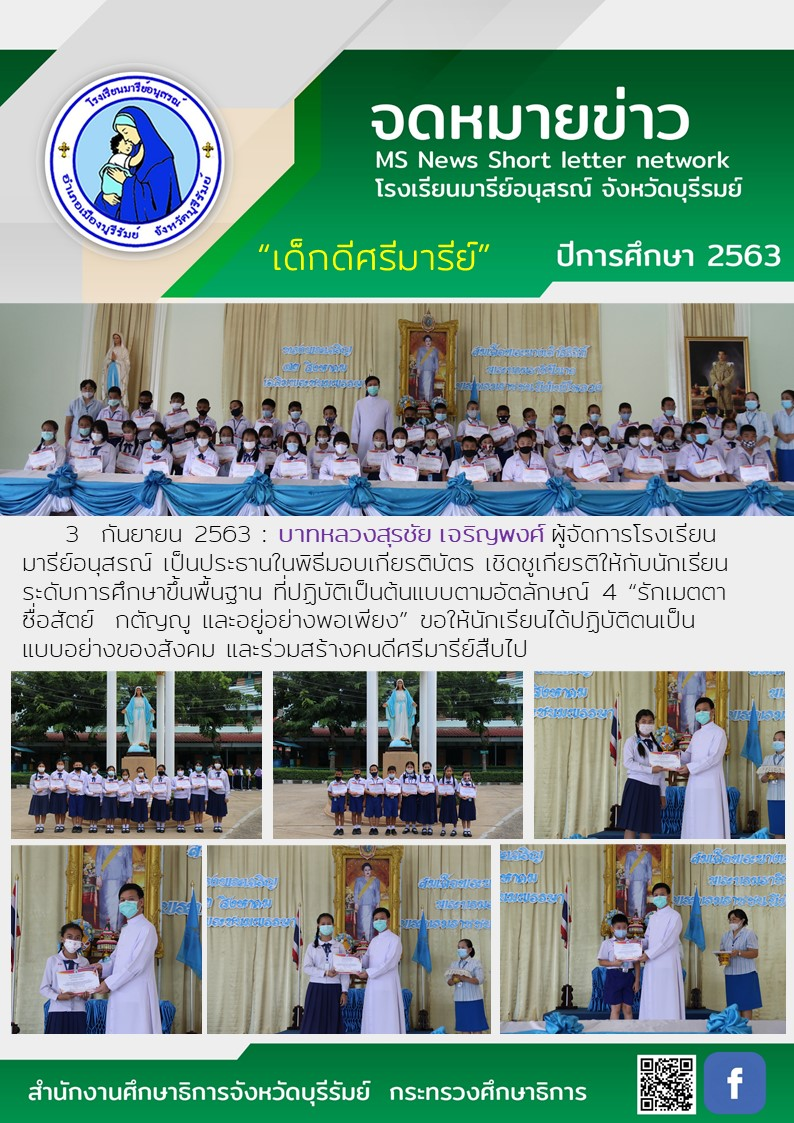 โรงเรียนมารีย์อนุสรณ์
อำเภอเมืองบุรีรัมย์ จังหวัดบุรีรัมย์
จดหมายข่าว
MS News Short letter network
โรงเรียนมารีย์อนุสรณ์ จังหวัดบุรีรมย์
“เด็กดีศรีมารีย์”
ปีการศึกษา 2563
3 กันยายน 2563 : บาทหลวงสุรชัย เจริญพงศ์ ผู้จัดการโรงเรียน
มารีย์อนุสรณ์ เป็นประธานในพิธีมอบเกียรติบัตร เชิดชูเกียรติให้กับนักเรียน
ระดับการศึกษาขึ้นพื้นฐาน ที่ปฏิบัติเป็นต้นแบบตามอัตลักษณ์ 4 “รักเมตตา
ซื่อสัตย์ กตัญญู และอยู่อย่างพอเพียง” ขอให้นักเรียนได้ปฏิบัติตนเป็น
แบบอย่างของสังคม และร่วมสร้างคนดีศรีมารีย์สืบไป
สำนักงานศึกษาธิการจังหวัดบุรีรัมย์ กระทรวงศึกษาธิการ
f